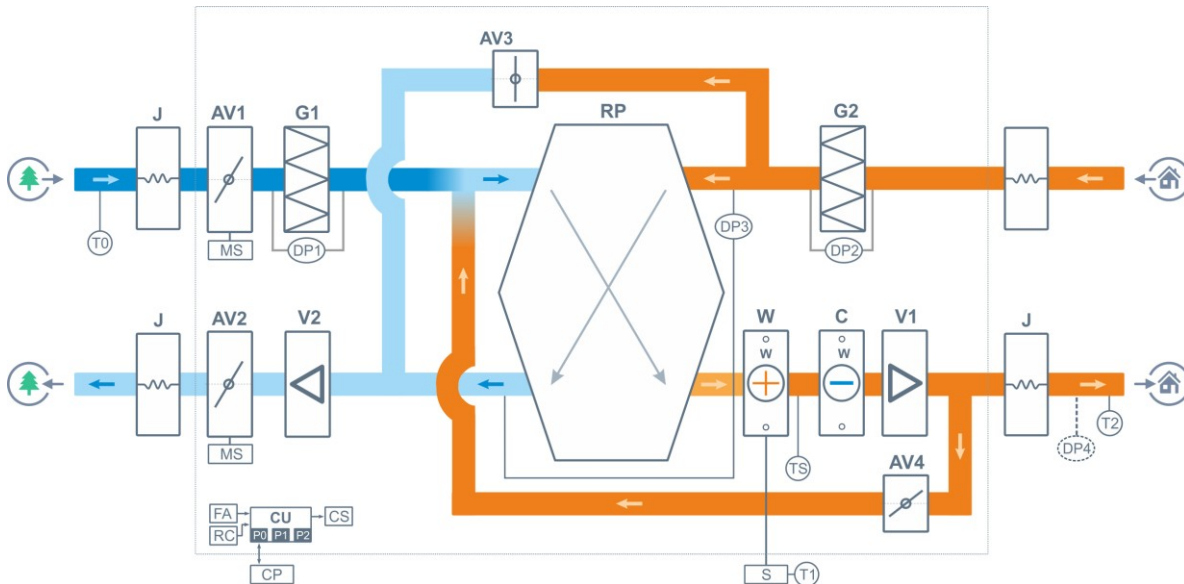 AV3
J
AV1
G1
RP
G2
T0
MS
DP1
DP3
DP2
J
AV2
V2
W
C
V1
J
W
W
MS
TS
DP4
T2
AV4
FA
CU
CS
RC
P0 P1 P2
CP
S
T1